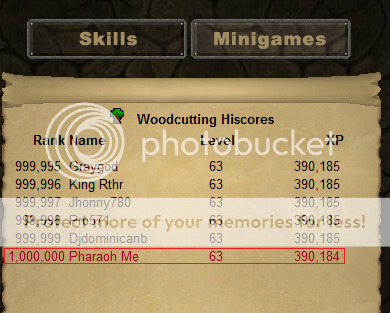 Skills Minigames
Woodcutting Hiscores
Rank Name Level XP
photobucket
999,995 Graygod 63 390,185
999,996 King Rthr 63 390,185
999,997 Jhonny780 63 390,185
999,998 63 390,185
Protect more of your memories for less!
999,999 Djdominicanb 63 390,185
1,000,000 Pharaoh Me 63 390,184